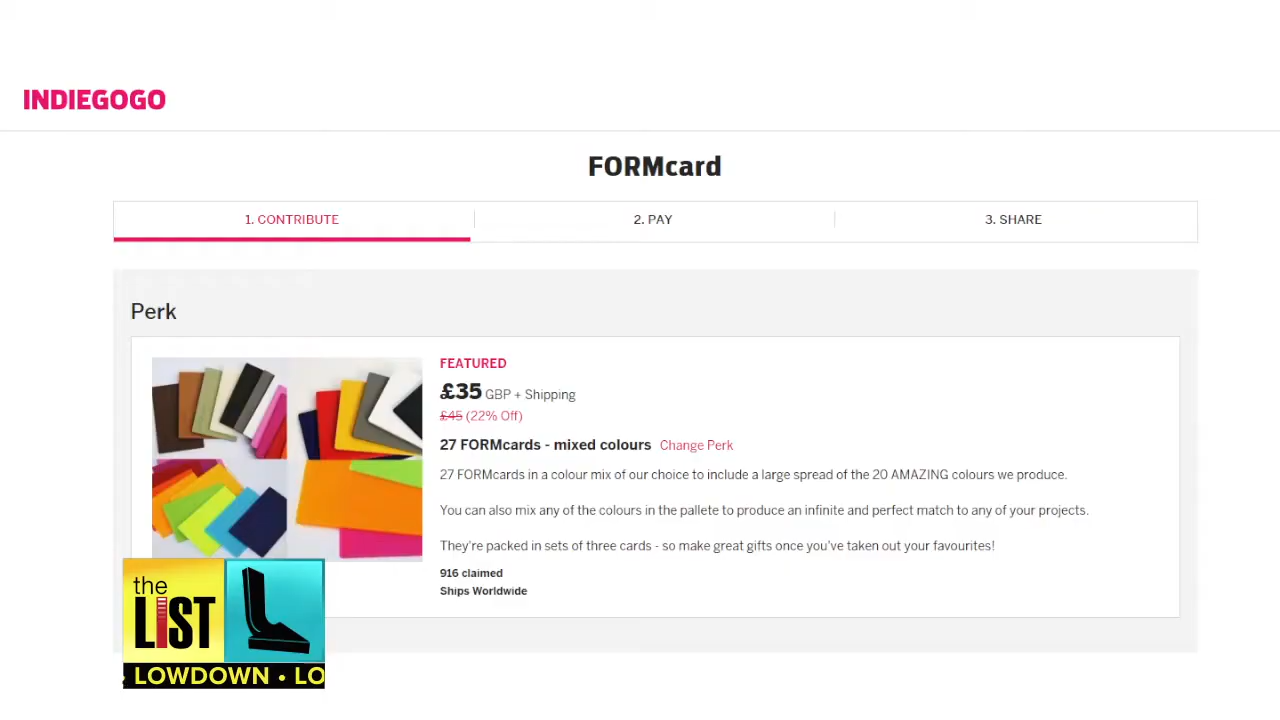 INDIEGOGO
FORMcard
1. CONTRIBUTE
2. PAY
3. SHARE
Perk
FEATURED
£35 GBP + Shipping
£45 (22% Off)
27 FORMcards - mixed colours Change Perk
27 FORMcards in a colour mix of our choice to include a large spread of the 20 AMAZING colours we produce.
You can also mix any of the colours in the pallete to produce an infinite and perfect match to any of your projects.
They're packed in sets of three cards - so make great gifts once you've taken out your favourites!
916 claimed
Ships Worldwide
the
LIST
• LOWDOWN • LO